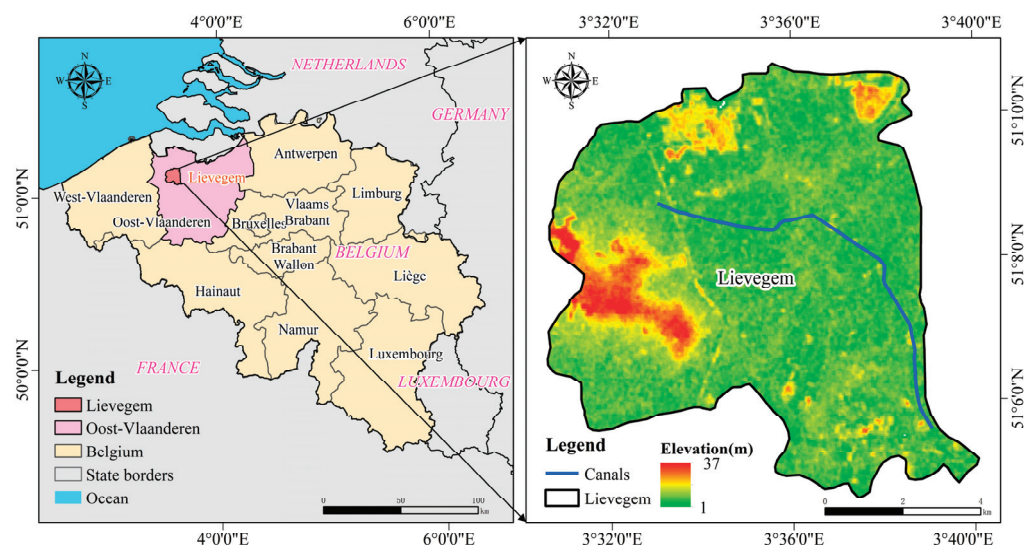 4°0'0"E
6°0'0"E
N
W
E
S
NETHERLANDS
GERMANY
Antwerpen
51°0'0"N
Lievegem
Limburg
West-Vlaanderen
Vlaams
Brabant
Oost-Vlaanderen
Bruxelles
BELGIUM
Brabant
Wallon
Liège
Hainaut
Namur
Luxembourg
50°0'0"N
FRANCE
LUXEMBOURG
Legend
Lievegem
Oost-Vlaanderen
Belgium
State borders
Ocean
0
50
100
km
4°0'0"E
6°0'0"E
3°32'0"E
3°36'0"E
3°40'0"E
N
W
E
S
51°10'0"N
51°8'0"N
Lievegem
51°6'0"N
Legend
Canals
Lievegem
Elevation(m)
37
1
0
2
4
km
3°32'0"E
3°36'0"E
3°40'0"E